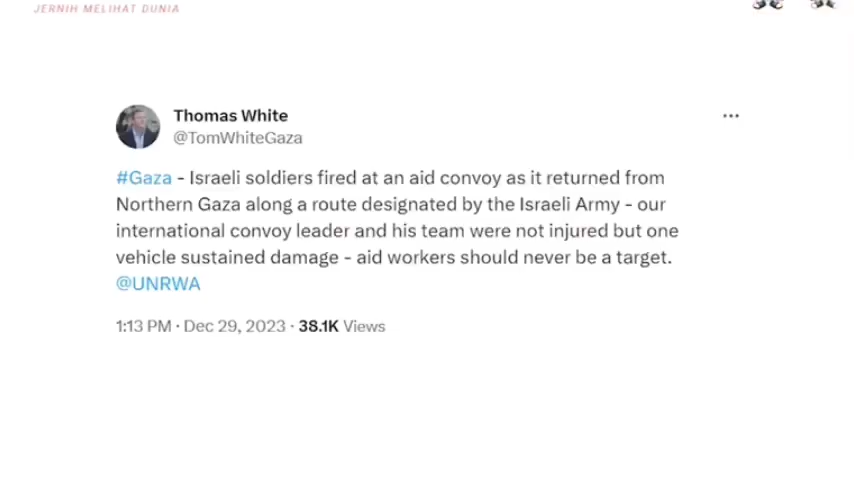 JERNIH MELIHAT DUNIA
Thomas White
@TomWhiteGaza
#Gaza - Israeli soldiers fired at an aid convoy as it returned from
Northern Gaza along a route designated by the Israeli Army - our
international convoy leader and his team were not injured but one
vehicle sustained damage - aid workers should never be a target.
@UNRWA
1:13 PM · Dec 29, 2023 · 38.1K Views